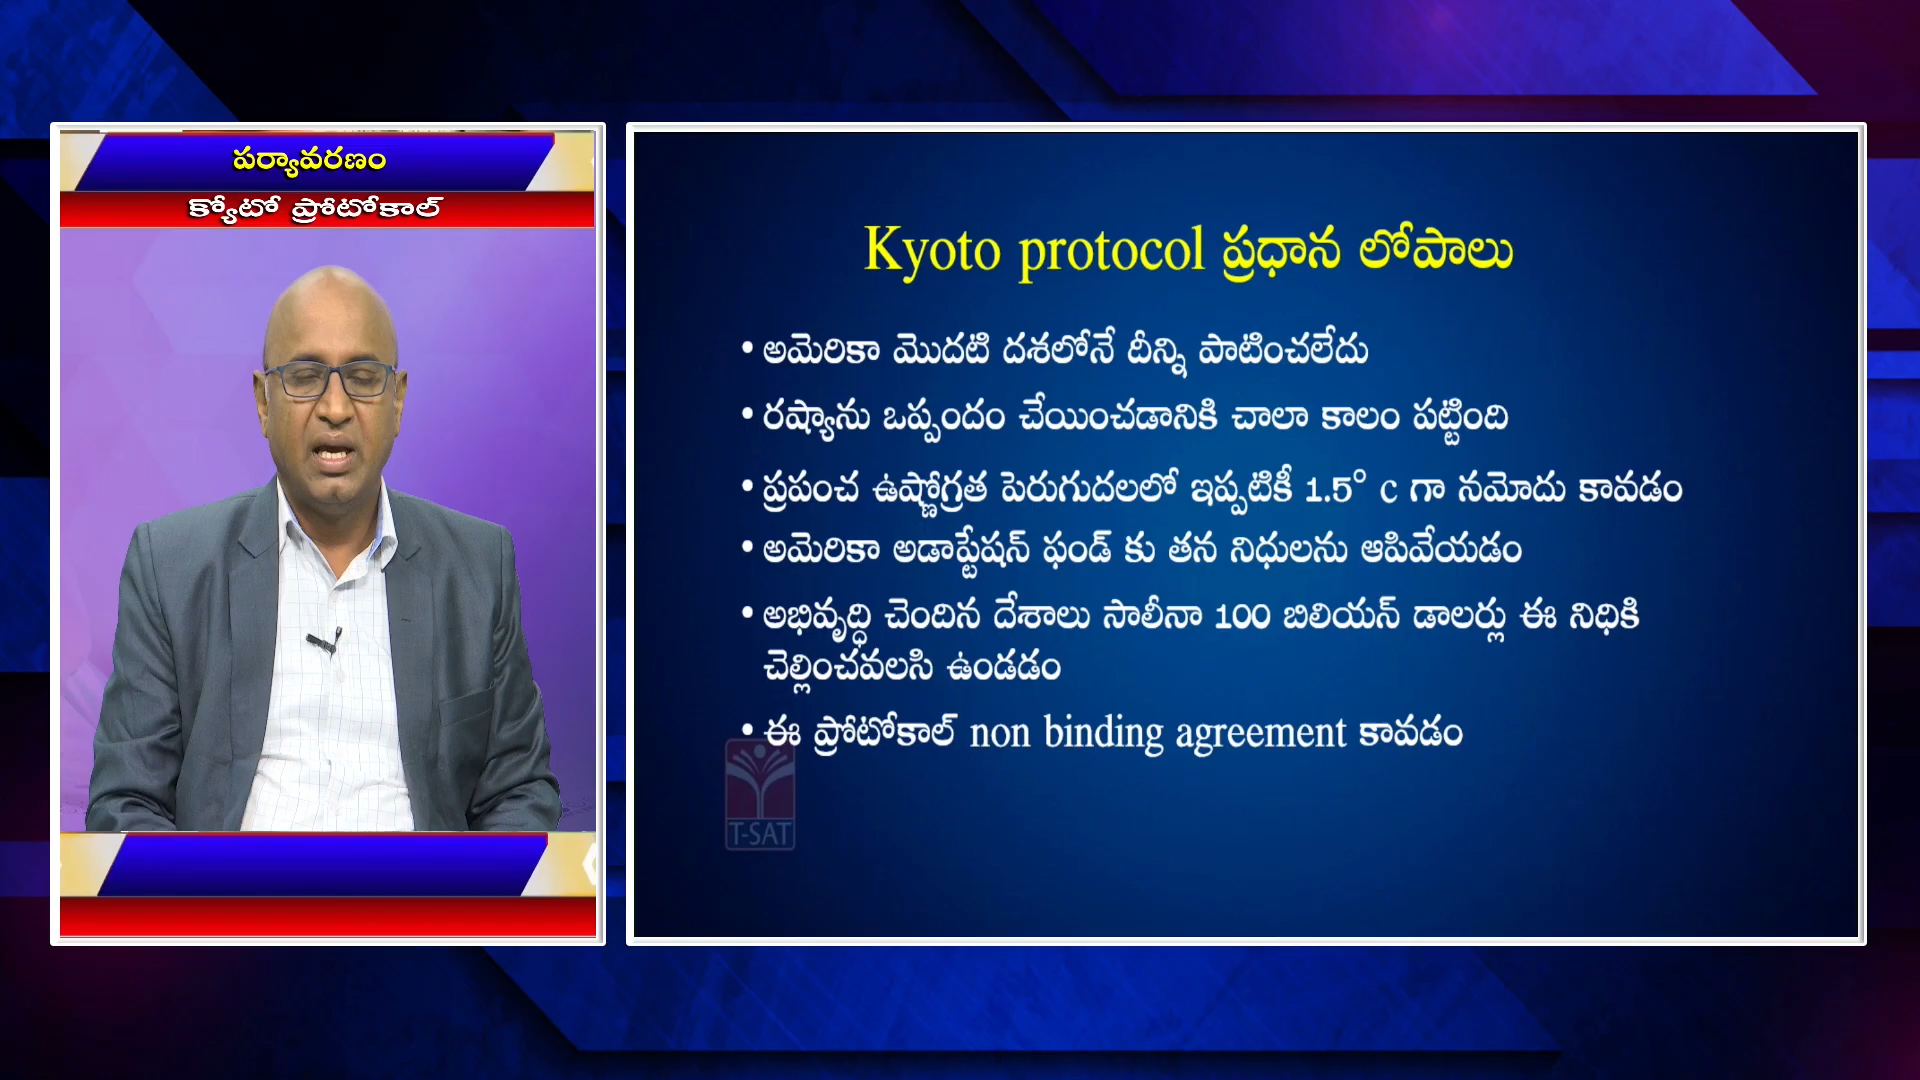 పర్యావరణం
క్యోటో ప్రోటోకాల్
Kyoto protocol ప్రధాన లోపాలు
• అమెరికా మొదటి దశలోనే దీన్ని పాటించలేదు
• రష్యాను ఒప్పందం చేయించడానికి చాలా కాలం పట్టింది
• ప్రపంచ ఉష్ణోగ్రత పెరుగుదలలో ఇప్పటికీ 1.5° c గా నమోదు కావడం
• అమెరికా అడాప్టేషన్ ఫండ్ కు తన నిధులను ఆపివేయడం
• అభివృద్ధి చెందిన దేశాలు సాలీనా 100 బిలియన్ డాలర్లు ఈ నిధికి
చెల్లించవలసి ఉండడం
• ఈ ప్రోటోకాల్ non binding agreement కావడం
T-SAT